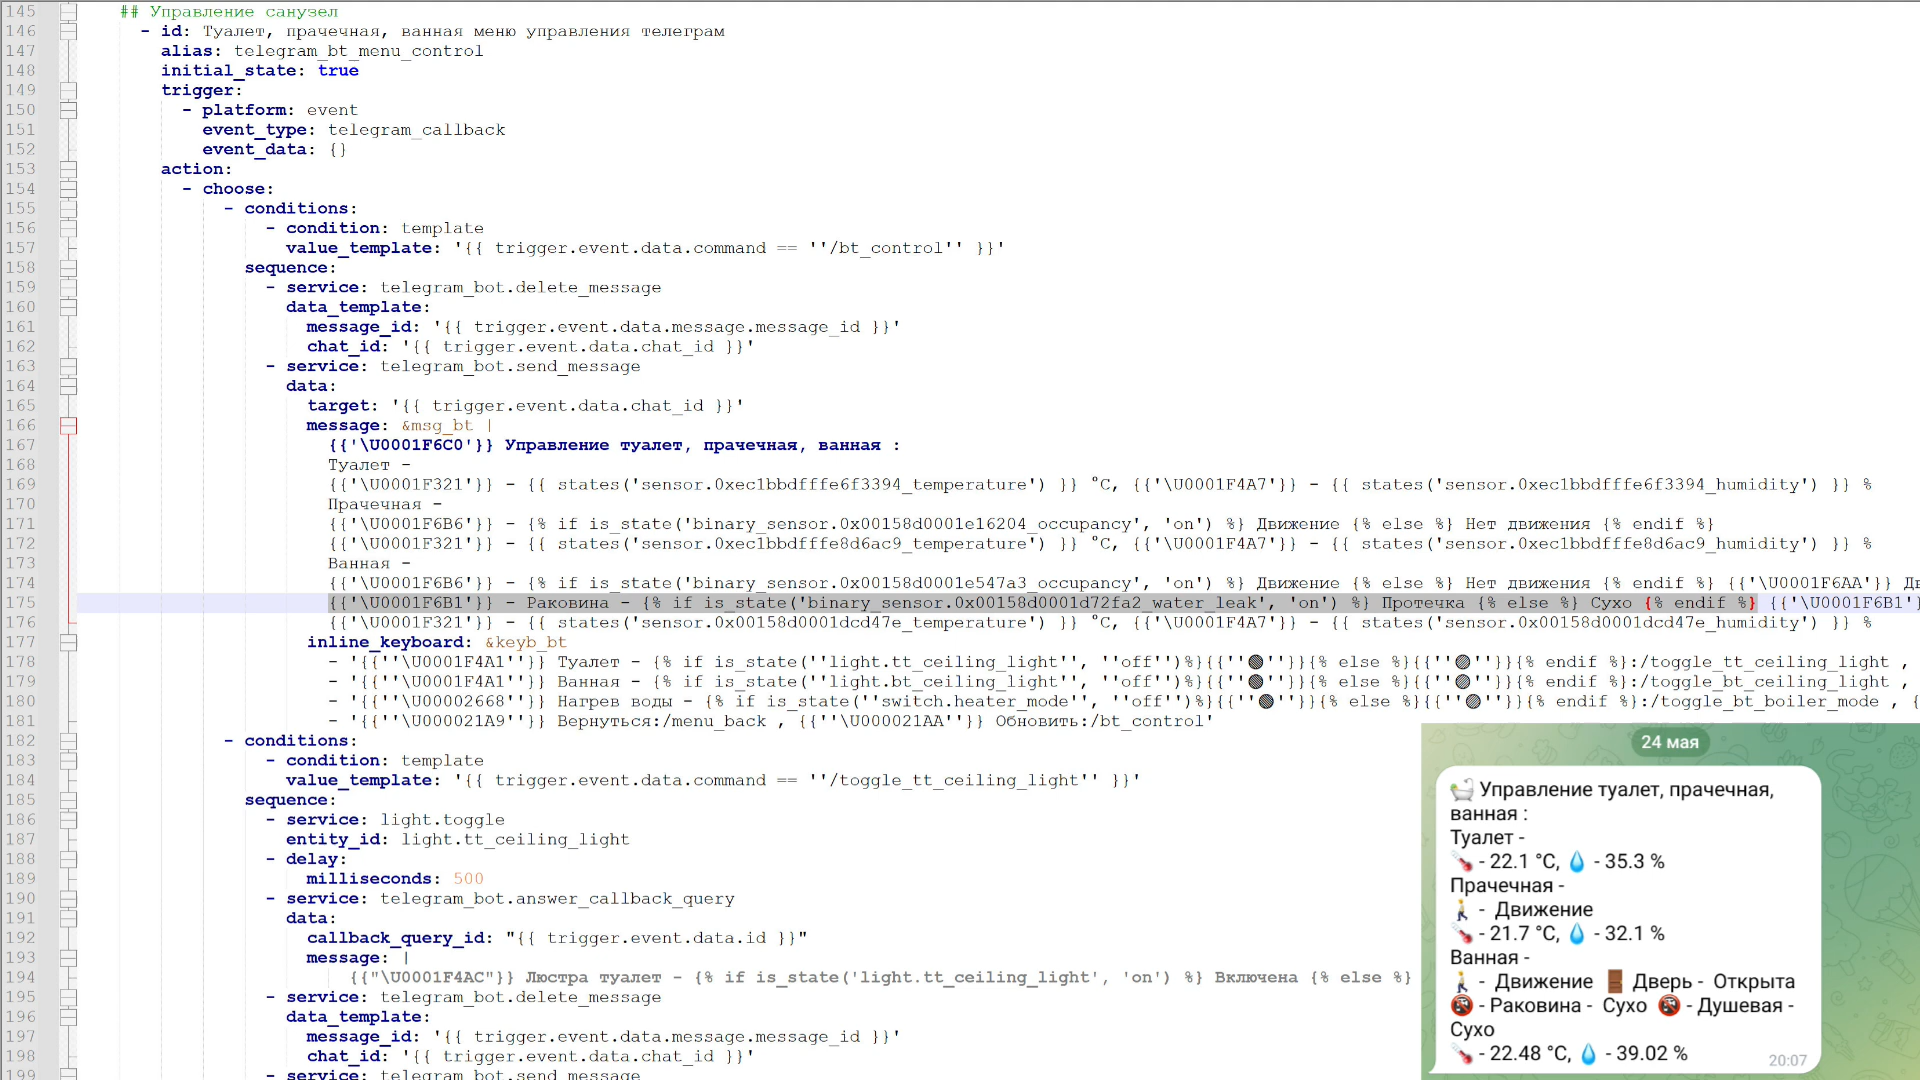 145 ## Управление санузел
146 - id: Туалет, прачечная, ванная меню управления телеграм
147 alias: telegram_bt_menu_control
148 initial_state: true
149 trigger:
150 - platform: event
151 event_type: telegram_callback
152 event_data: {}
153 action:
154 - choose:
155 - conditions:
156 - condition: template
157 value_template: '{{ trigger.event.data.command == ''/bt_control'' }}'
158 sequence:
159 - service: telegram_bot.delete_message
160 data_template:
161 message_id: '{{ trigger.event.data.message.message_id }}'
162 chat_id: '{{ trigger.event.data.chat_id }}'
163 - service: telegram_bot.send_message
164 data:
165 target: '{{ trigger.event.data.chat_id }}'
166 message: &msg_bt |
167 {{'\U0001F6C0'}} Управление туалет, прачечная, ванная :
168 Туалет -
169 {{'\U0001F321'}} - {{ states('sensor.0xec1bbdfffe6f3394_temperature') }} °C, {{'\U0001F4A7'}} - {{ states('sensor.0xec1bbdfffe6f3394_humidity') }} %
170 Прачечная -
171 {{'\U0001F6B6'}} - {% if is_state('binary_sensor.0x00158d0001e16204_occupancy', 'on') %} Движение {% else %} Нет движения {% endif %}
172 {{'\U0001F321'}} - {{ states('sensor.0xec1bbdfffe8d6ac9_temperature') }} °C, {{'\U0001F4A7'}} - {{ states('sensor.0xec1bbdfffe8d6ac9_humidity') }} %
173 Ванная -
174 {{'\U0001F6B6'}} - {% if is_state('binary_sensor.0x00158d0001e547a3_occupancy', 'on') %} Движение {% else %} Нет движения {% endif %} {{'\U0001F6AA'}} Дв
175 {{'\U0001F6B1'}} - Раковина - {% if is_state('binary_sensor.0x00158d0001d72fa2_water_leak', 'on') %} Протечка {% else %} Сухо {% endif %} {{'\U0001F6B1'}
176 {{'\U0001F321'}} - {{ states('sensor.0x00158d0001dcd47e_temperature') }} °C, {{'\U0001F4A7'}} - {{ states('sensor.0x00158d0001dcd47e_humidity') }} %
177 inline_keyboard: &keyb_bt
178 - '{{''\U0001F4A1''}} Туалет - {% if is_state(''light.tt_ceiling_light'', ''off'')%}{{''🌑''}}{% else %}{{''🌕''}}{% endif %}:/toggle_tt_ceiling_light ,
179 - '{{''\U0001F4A1''}} Ванная - {% if is_state(''light.bt_ceiling_light'', ''off'')%}{{''🌑''}}{% else %}{{''🌕''}}{% endif %}:/toggle_bt_ceiling_light ,
180 - '{{''\U00002668''}} Нагрев воды - {% if is_state(''switch.heater_mode'', ''off'')%}{{''🌑''}}{% else %}{{''🌕''}}{% endif %}:/toggle_bt_boiler_mode , {
181 - '{{''\U000021A9''}} Вернуться:/menu_back , {{''\U000021AA''}} Обновить:/bt_control'
182 - conditions:
183 - condition: template
184 value_template: '{{ trigger.event.data.command == ''/toggle_tt_ceiling_light'' }}'
185 sequence:
186 - service: light.toggle
187 entity_id: light.tt_ceiling_light
188 - delay:
189 milliseconds: 500
190 - service: telegram_bot.answer_callback_query
191 data:
192 callback_query_id: "{{ trigger.event.data.id }}"
193 message: |
194 {{"\U0001F4AC"}} Люстра туалет - {% if is_state('light.tt_ceiling_light', 'on') %} Включена {% else %}
195 - service: telegram_bot.delete_message
196 data_template:
197 message_id: '{{ trigger.event.data.message.message_id }}'
198 chat_id: '{{ trigger.event.data.chat_id }}'
199 - service: telegram_bot.send_message
24 мая
🛀 Управление туалет, прачечная,
ванная :
Туалет -
🌡 - 22.1 °C, 💧 - 35.3 %
Прачечная -
🚶 - Движение
🌡 - 21.7 °C, 💧 - 32.1 %
Ванная -
🚶 - Движение 🚪 Дверь - Открыта
🚱 - Раковина - Сухо 🚱 - Душевая -
Сухо
🌡 - 22.48 °C, 💧 - 39.02 %
20:07